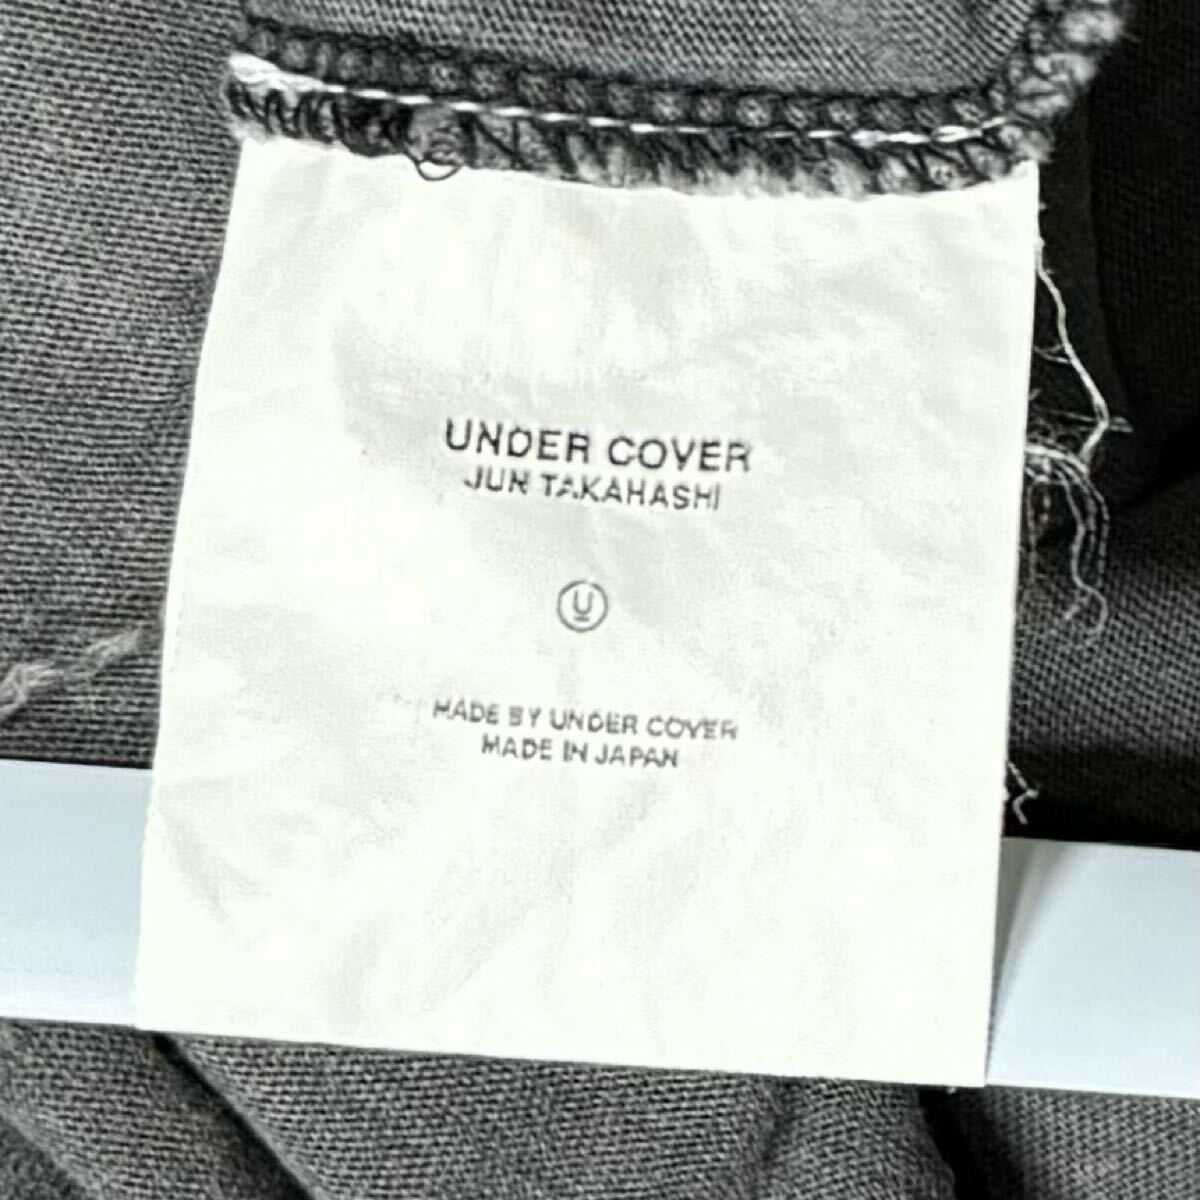 UNDER COVER
JUN TAKAHASHI
U
MADE BY UNDER COVER
MADE IN JAPAN